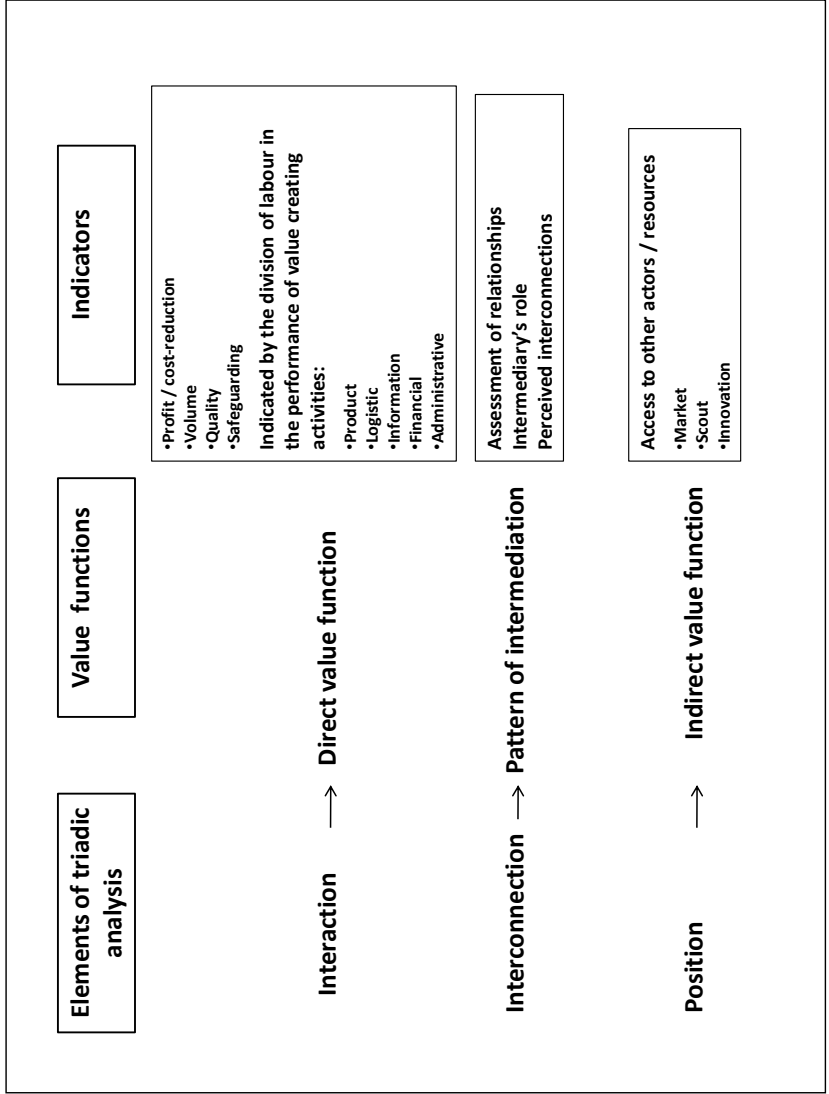 Elements of triadic
analysis
Value functions
Indicators
Interaction
Direct value function
•Profit / cost-reduction
•Volume
•Quality
•Safeguarding
Indicated by the division of labour in
the performance of value creating
activities:
•Product
•Logistic
•Information
•Financial
•Administrative
Interconnection
Pattern of intermediation
Assessment of relationships
Intermediary's role
Perceived interconnections
Position
Indirect value function
Access to other actors / resources
•Market
•Scout
•Innovation